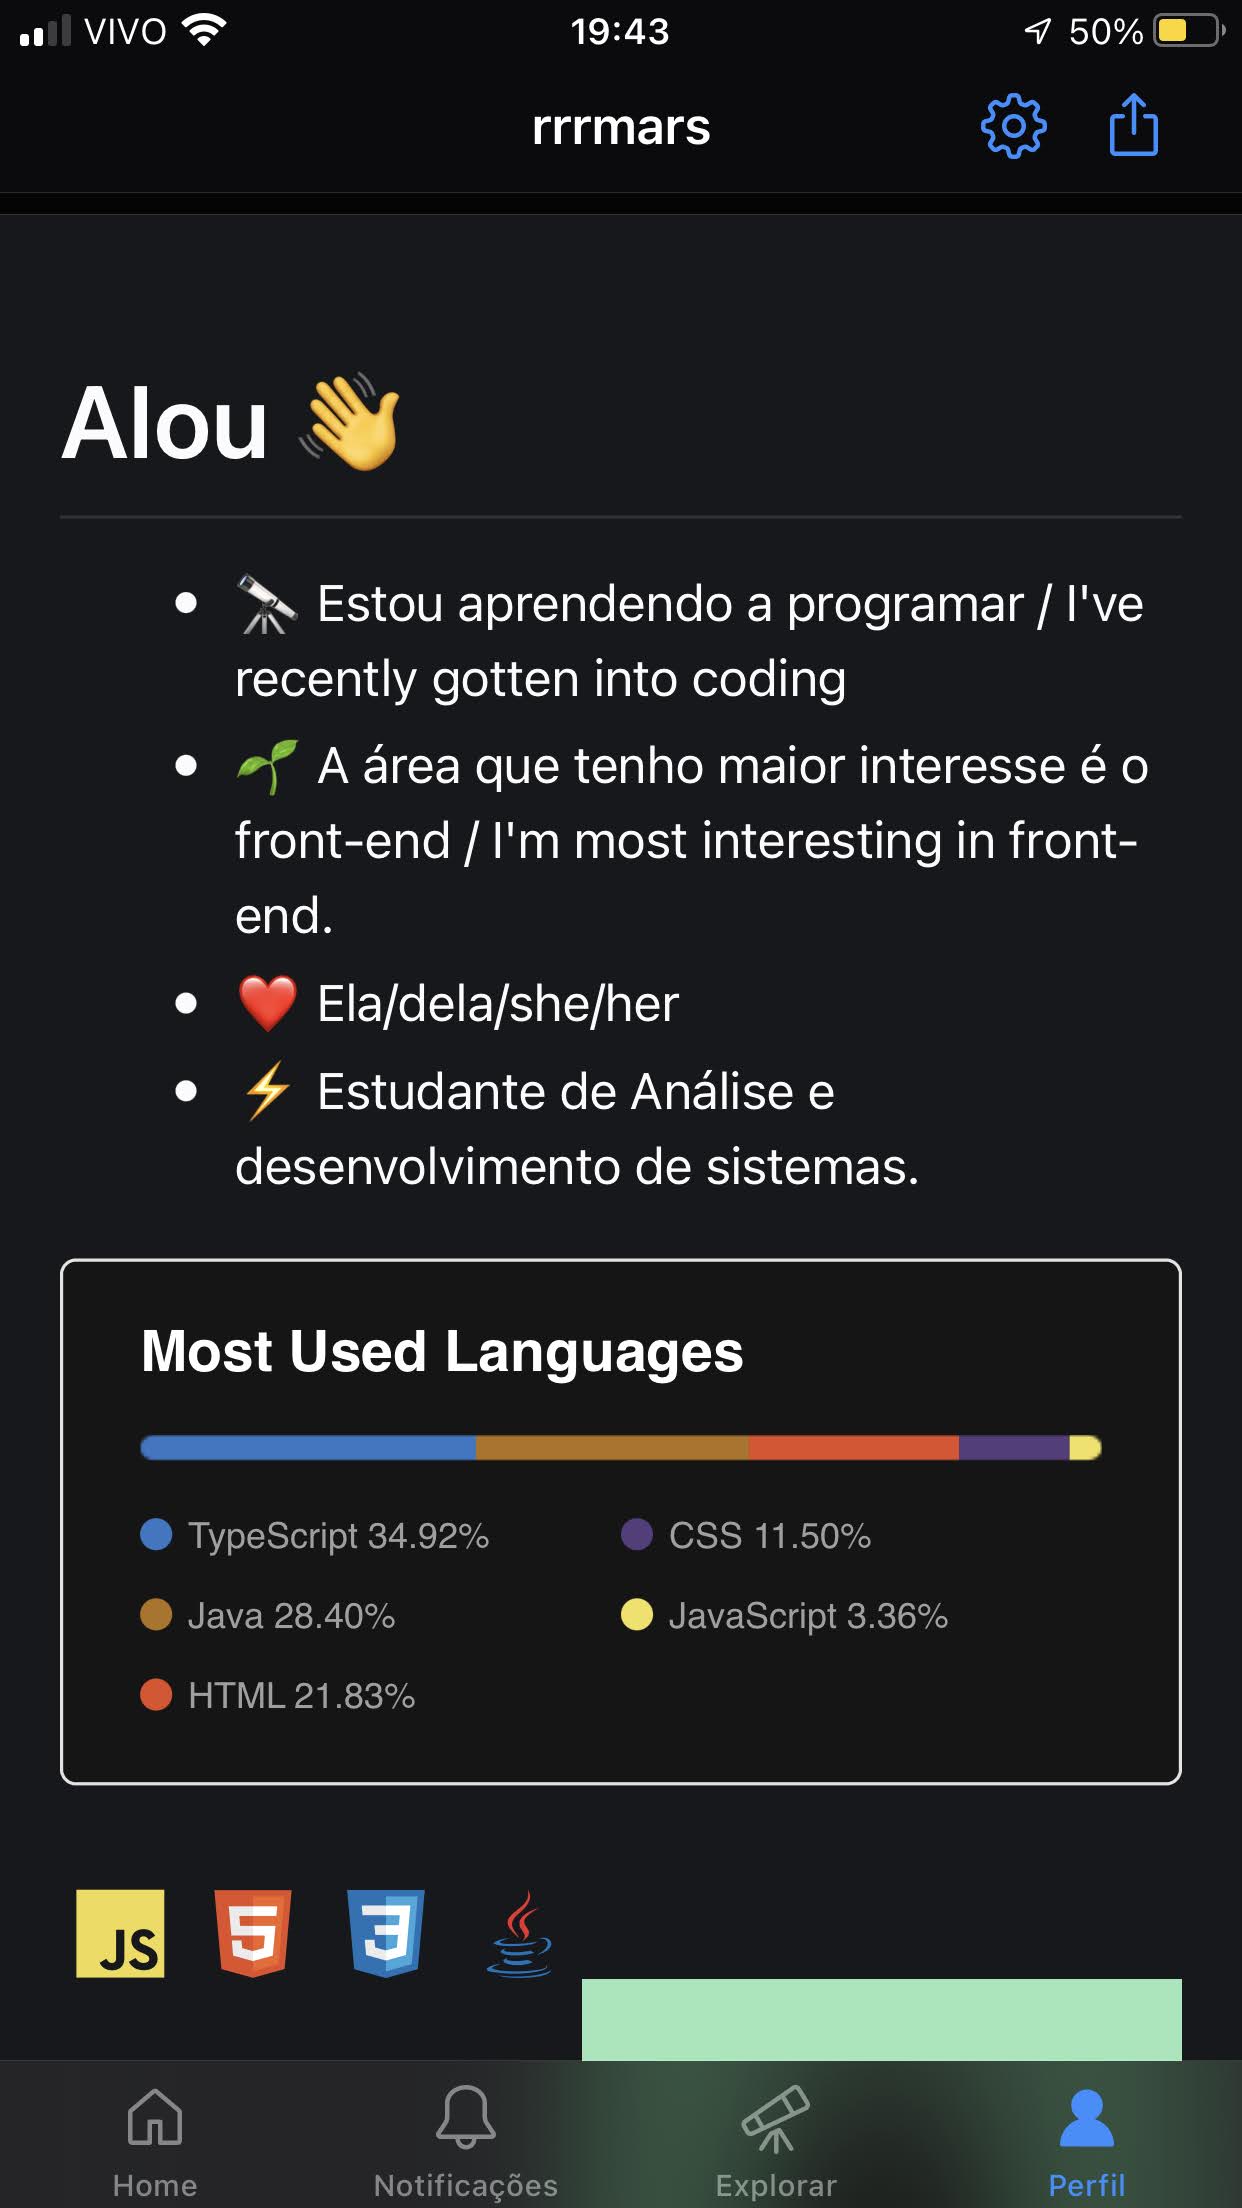 VIVO 19:43 50%
rrrmars
Alou 👋
• 🔭 Estou aprendendo a programar / I've
recently gotten into coding
• 🌱 A área que tenho maior interesse é o
front-end / I'm most interesting in front-
end.
• ❤️ Ela/dela/she/her
• ⚡ Estudante de Análise e
desenvolvimento de sistemas.
Most Used Languages
TypeScript 34.92% CSS 11.50%
Java 28.40% JavaScript 3.36%
HTML 21.83%
JS 5 3
Home Notificações Explorar Perfil